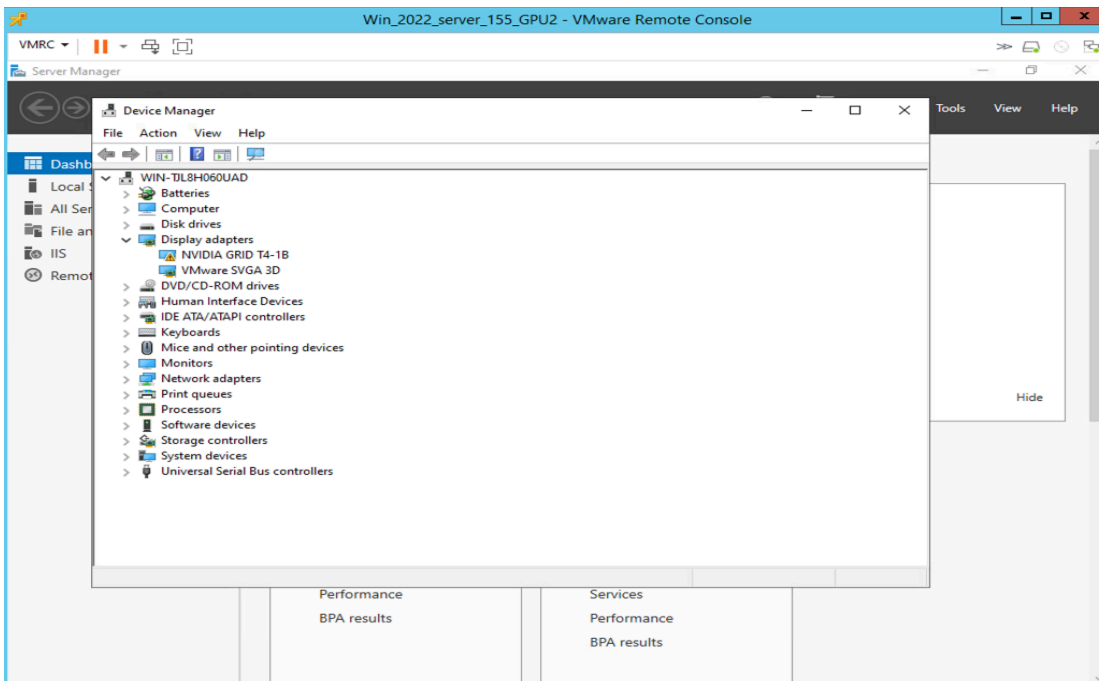 Win_2022_server_155_GPU2 - VMware Remote Console
VMRC
Server Manager
Tools View Help
Device Manager
File Action View Help
WIN-TJL8H060UAD
Batteries
Computer
Disk drives
Display adapters
NVIDIA GRID T4-1B
VMware SVGA 3D
DVD/CD-ROM drives
Human Interface Devices
IDE ATA/ATAPI controllers
Keyboards
Mice and other pointing devices
Monitors
Network adapters
Print queues
Processors
Software devices
Storage controllers
System devices
Universal Serial Bus controllers
Dashb
Local S
All Ser
File an
IIS
Remot
Hide
Performance
BPA results
Services
Performance
BPA results